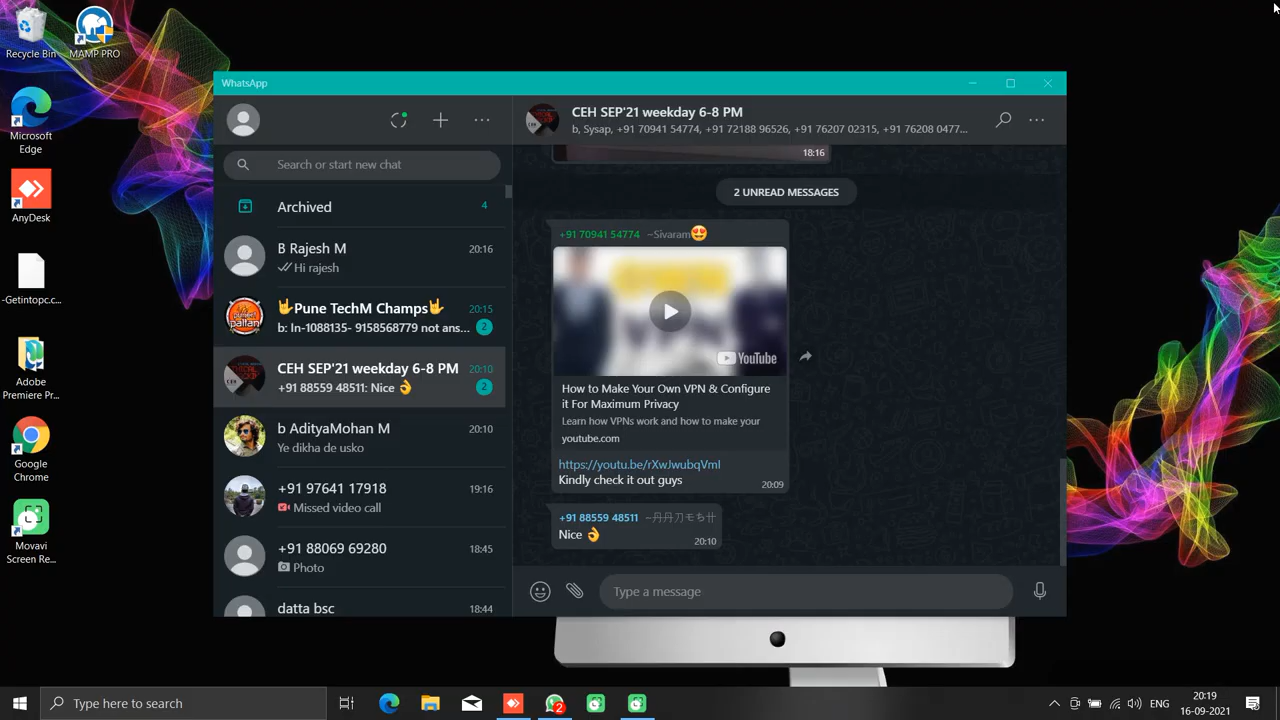 Recycle Bin
MAMP PRO
Microsoft
Edge
AnyDesk
-Getintopc.c...
Adobe
Premiere Pr...
Google
Chrome
Movavi
Screen Re...
WhatsApp
Search or start new chat
Archived 4
B Rajesh M 20:16
Hi rajesh
🤟Pune TechM Champs🤟 20:15
b: In-1088135- 9158568779 not ans... 2
CEH SEP'21 weekday 6-8 PM 20:10
+91 88559 48511: Nice 👌 2
b AdityaMohan M 20:10
Ye dikha de usko
+91 97641 17918 19:16
Missed video call
+91 88069 69280 18:45
Photo
datta bsc 18:44
CEH SEP'21 weekday 6-8 PM
b, Sysap, +91 70941 54774, +91 72188 96526, +91 76207 02315, +91 76208 0477...
18:16
2 UNREAD MESSAGES
+91 70941 54774 ~Sivaram😍
YouTube
How to Make Your Own VPN & Configure
it For Maximum Privacy
Learn how VPNs work and how to make your
youtube.com
https://youtu.be/rXwJwubqVmI
Kindly check it out guys
20:09
+91 88559 48511
Nice 👌
20:10
Type a message
Type here to search
2
ENG
20:19
16-09-2021